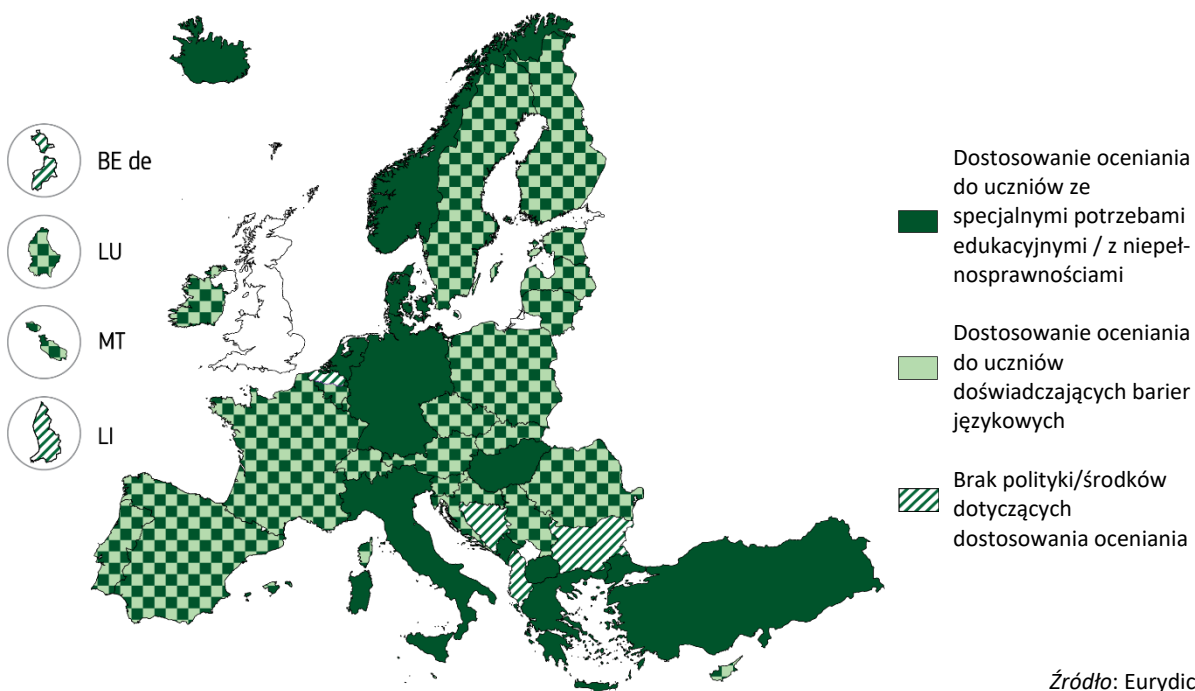 BE de
LU
MT
LI
Dostosowanie oceniania
do uczniów ze
specjalnymi potrzebami
edukacyjnymi / z niepeł-
nosprawnościami
Dostosowanie oceniania
do uczniów
doświadczających barier
językowych
Brak polityki/środków
dotyczących
dostosowania oceniania
Źródło: Eurydic